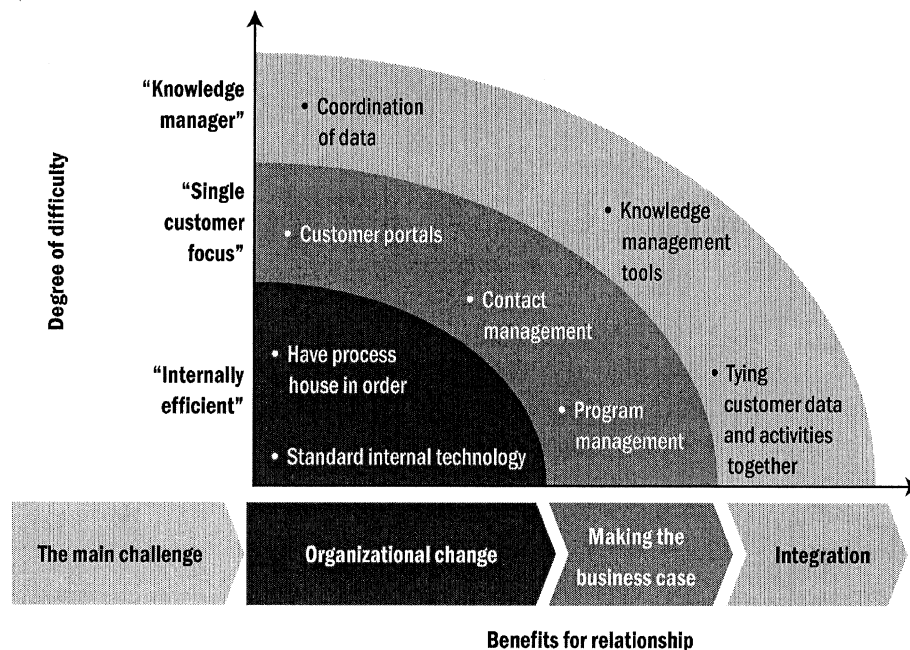 “Knowledge
manager”
• Coordination
of data
Degree of difficulty
“Single
customer
focus”
• Customer portals
• Knowledge
management
tools
• Contact
management
“Internally
efficient”
• Have process
house in order
• Standard internal technology
• Program
management
• Tying
customer data
and activities
together
The main challenge
Organizational change
Making the
business case
Integration
Benefits for relationship